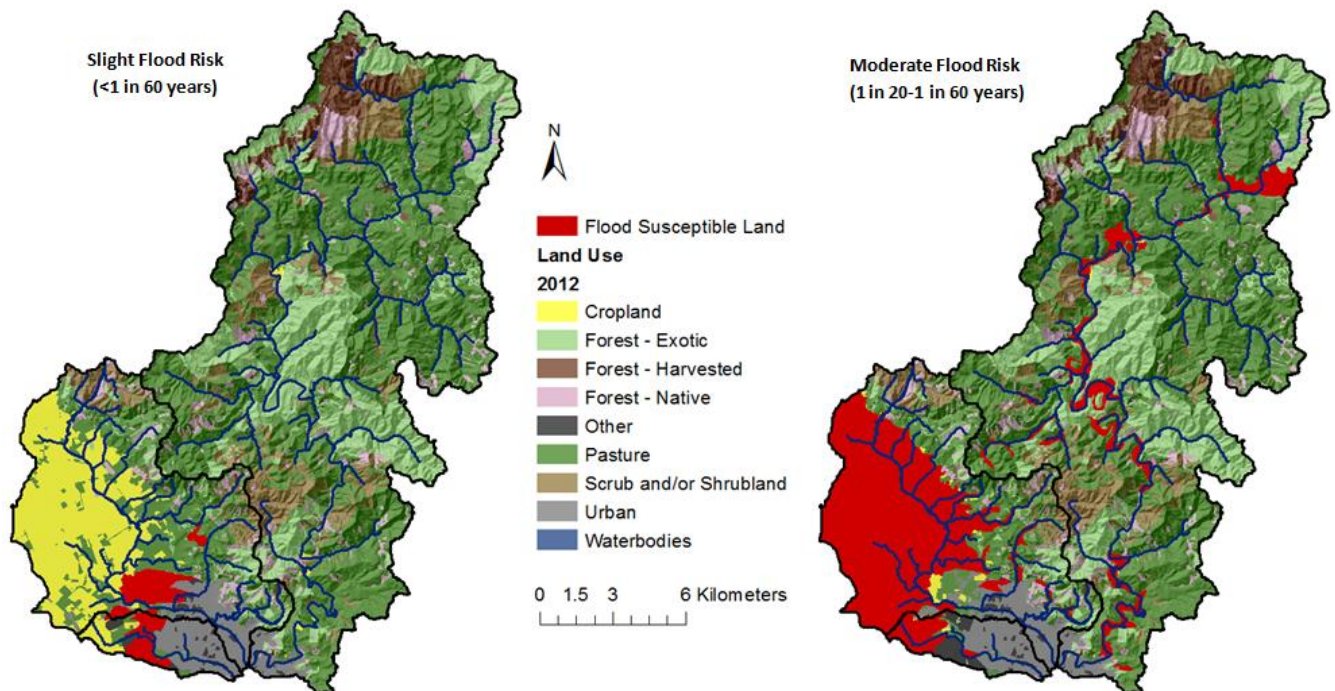 Slight Flood Risk
(<1 in 60 years)
Moderate Flood Risk
(1 in 20-1 in 60 years)
N
Flood Susceptible Land
Land Use
2012
Cropland
Forest - Exotic
Forest - Harvested
Forest - Native
Other
Pasture
Scrub and/or Shrubland
Urban
Waterbodies
0 1.5 3 6 Kilometers